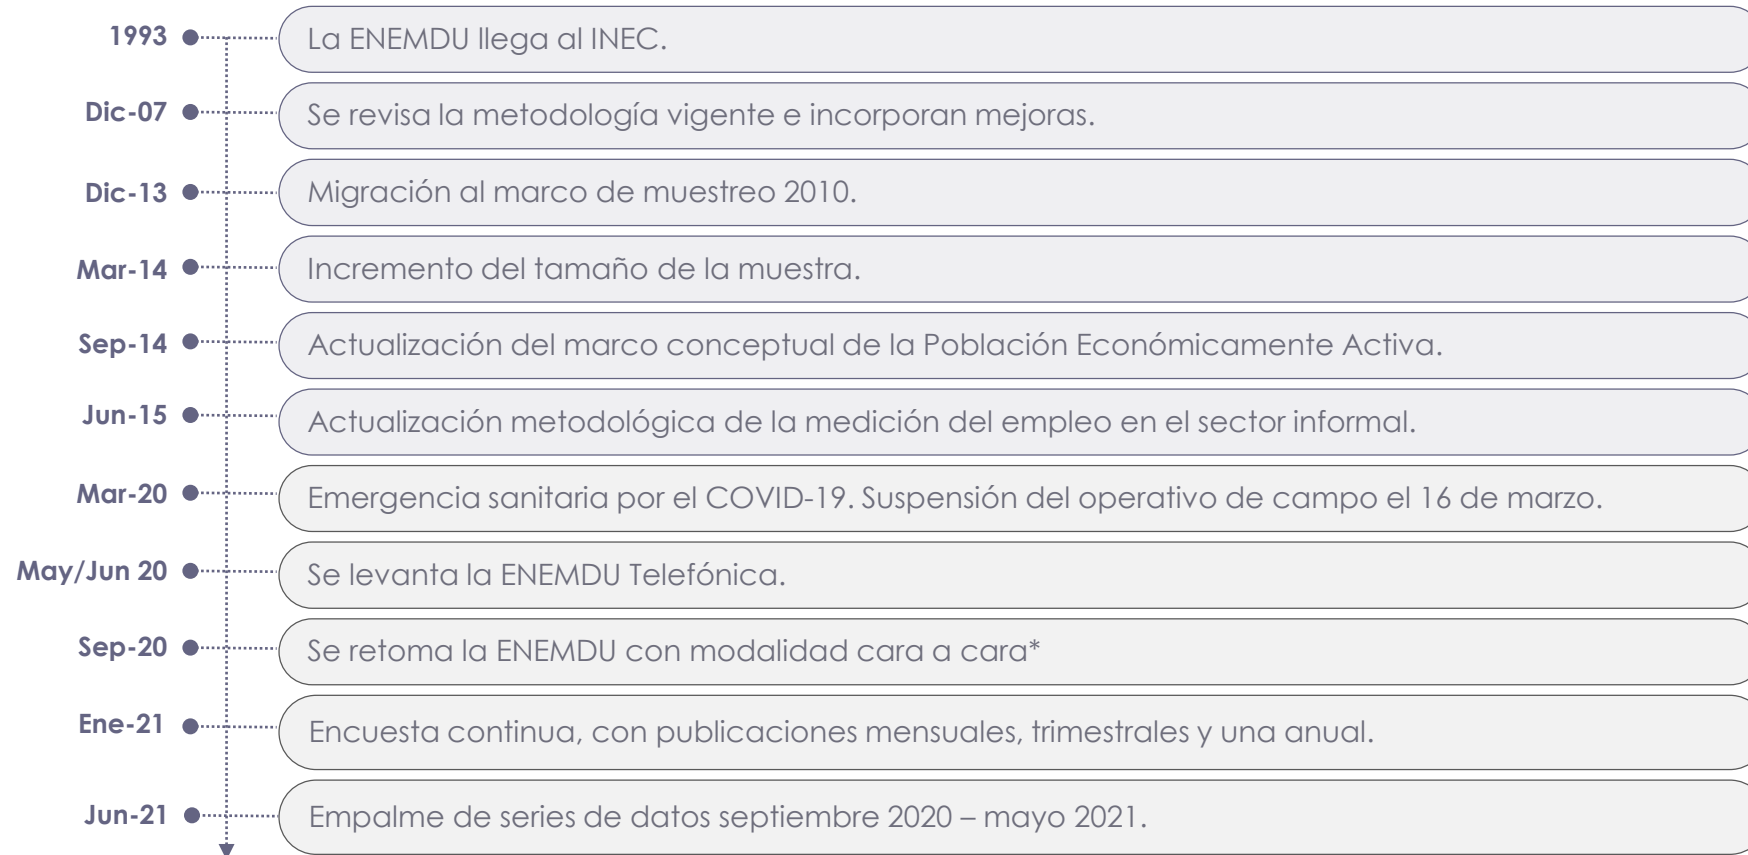 1993 La ENEMDU llega al INEC.
Dic-07 Se revisa la metodología vigente e incorporan mejoras.
Dic-13 Migración al marco de muestreo 2010.
Mar-14 Incremento del tamaño de la muestra.
Sep-14 Actualización del marco conceptual de la Población Económicamente Activa.
Jun-15 Actualización metodológica de la medición del empleo en el sector informal.
Mar-20 Emergencia sanitaria por el COVID-19. Suspensión del operativo de campo el 16 de marzo.
May/Jun 20 Se levanta la ENEMDU Telefónica.
Sep-20 Se retoma la ENEMDU con modalidad cara a cara*
Ene-21 Encuesta continua, con publicaciones mensuales, trimestrales y una anual.
Jun-21 Empalme de series de datos septiembre 2020 – mayo 2021.